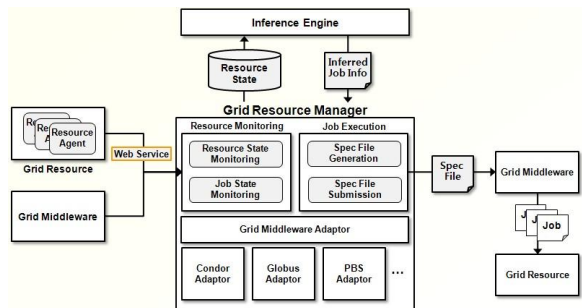 Inference Engine
Resource
State
Inferred
Job Info
Grid Resource Manager
Resource Monitoring
Job Execution
Resource
Agent
Grid Resource
Web Service
Grid Middleware
Resource State
Monitoring
Job State
Monitoring
Spec File
Generation
Spec File
Submission
Grid Middleware Adaptor
Condor
Adaptor
Globus
Adaptor
PBS
Adaptor
...
Spec
File
Grid Middleware
J
J
Job
Grid Resource